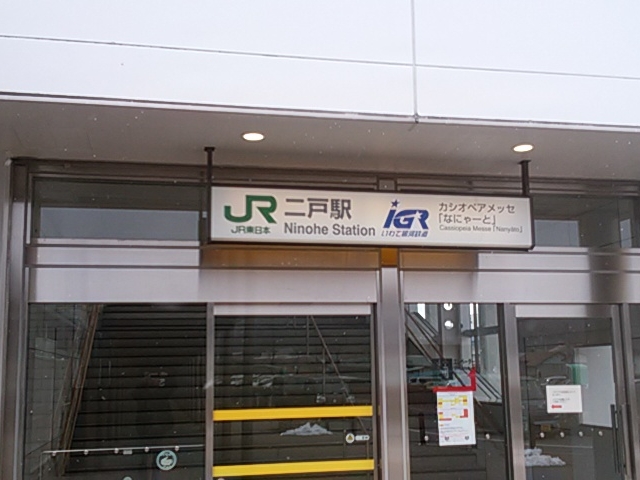 JR 二戸駅
JR東日本 Ninohe Station
IGR
いわて銀河鉄道
カシオペアメッセ
「なにゃーと」
Cassiopeia Messe「Nanyato」